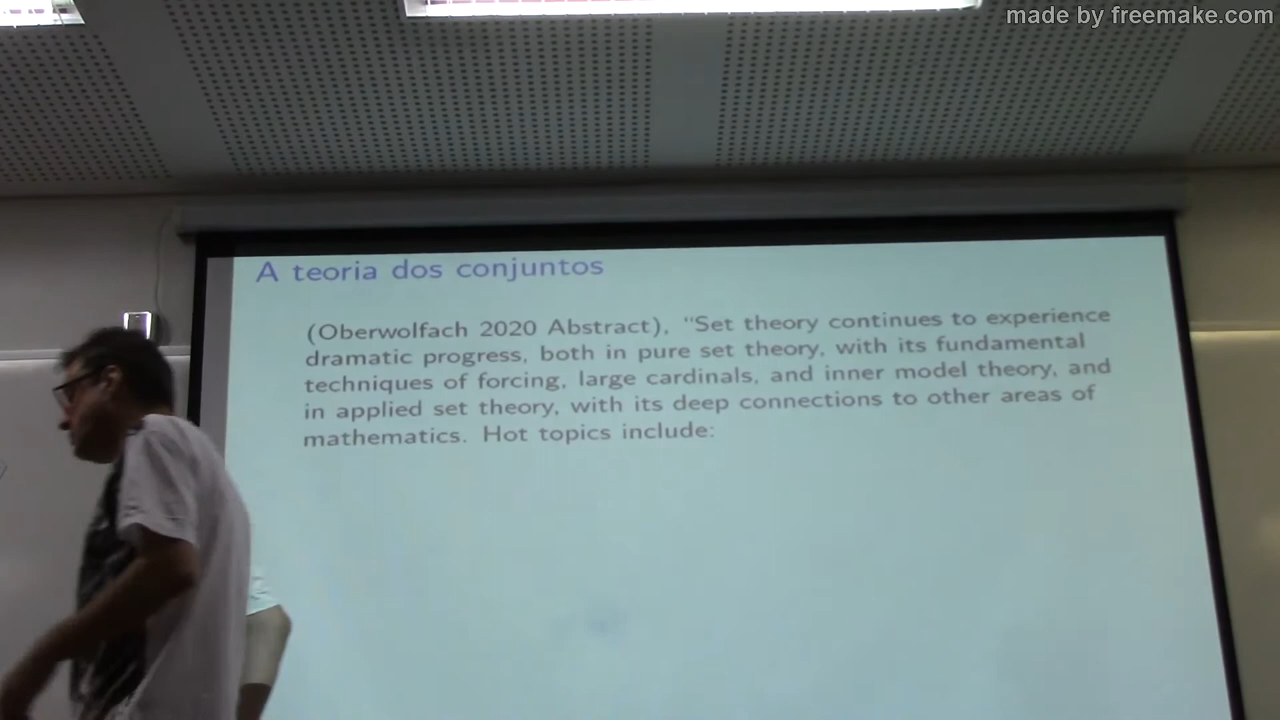 made by freemake.com
A teoria dos conjuntos
(Oberwolfach 2020 Abstract), "Set theory continues to experience
dramatic progress, both in pure set theory, with its fundamental
techniques of forcing, large cardinals, and inner model theory, and
in applied set theory, with its deep connections to other areas of
mathematics. Hot topics include: